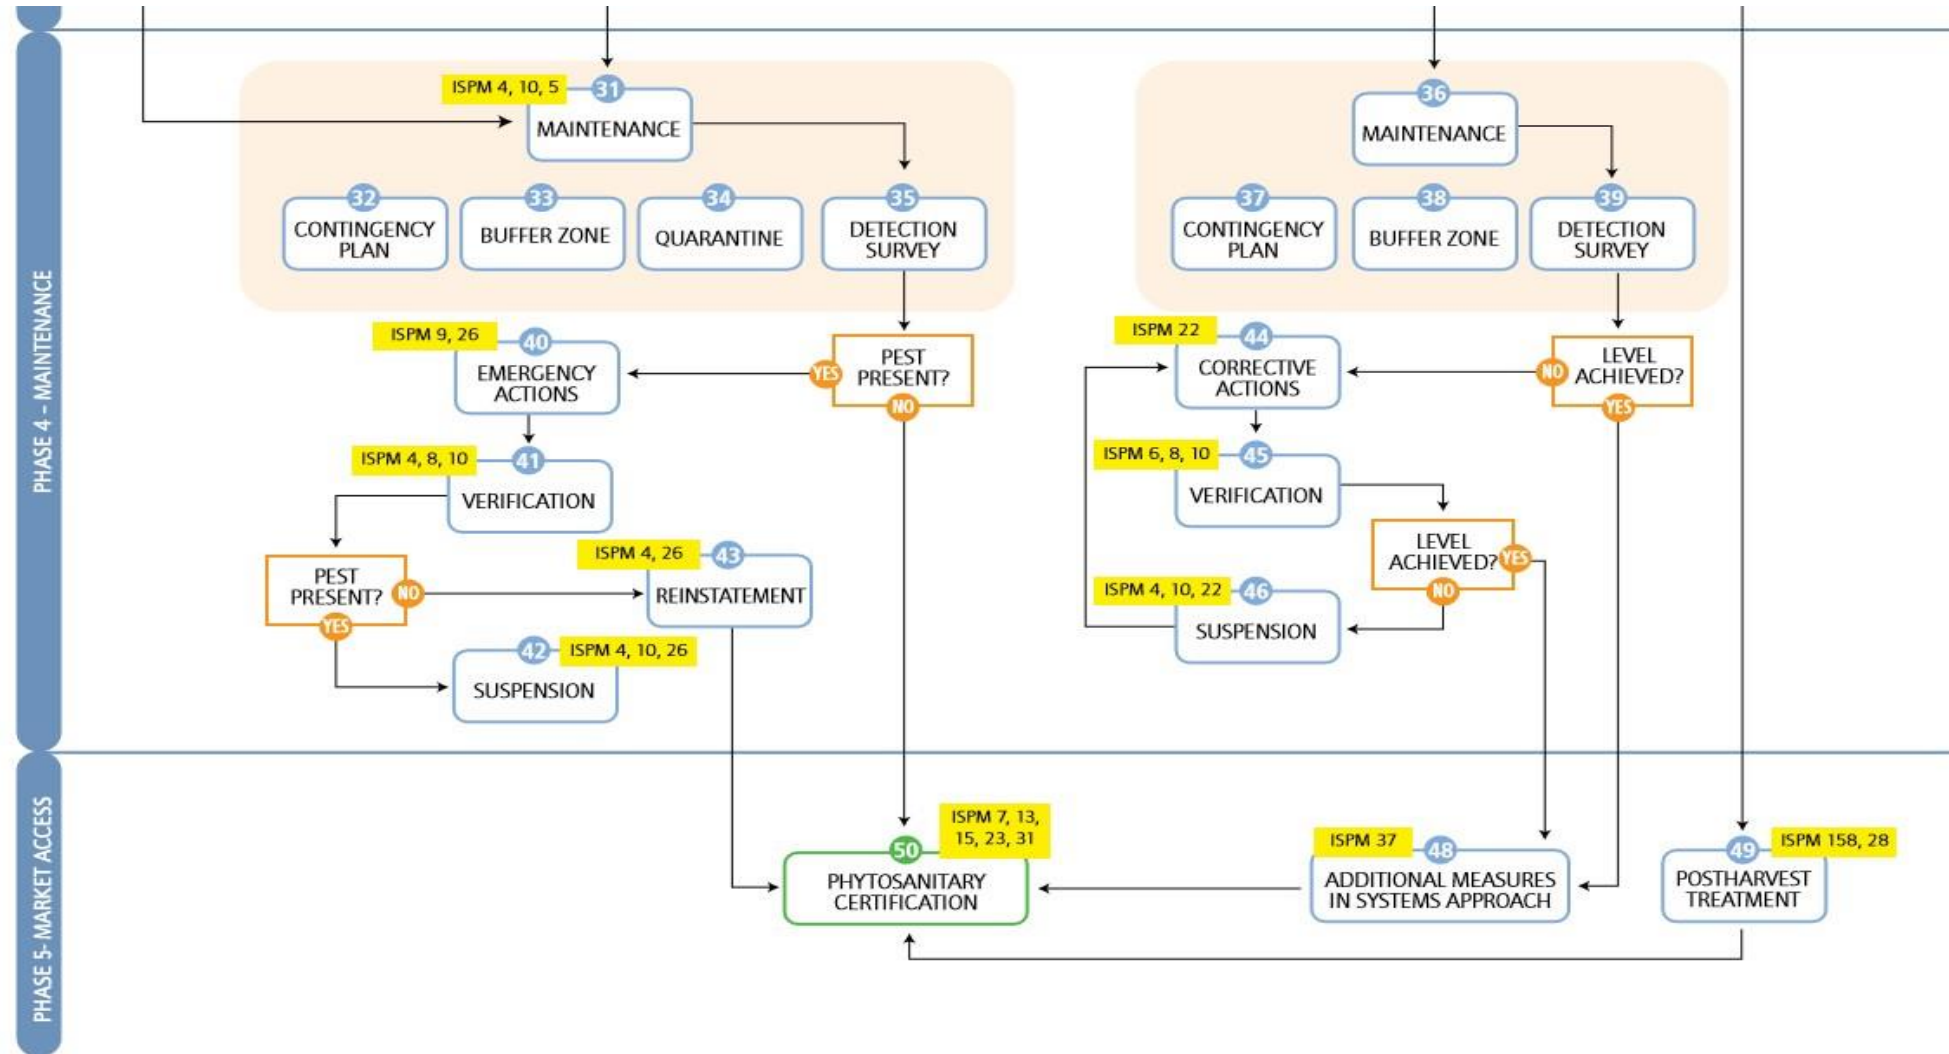 PHASE 4 – MAINTENANCE
ISPM 4, 10, 5
31
MAINTENANCE
32
CONTINGENCY
PLAN
33
BUFFER ZONE
34
QUARANTINE
35
DETECTION
SURVEY
36
MAINTENANCE
37
CONTINGENCY
PLAN
38
BUFFER ZONE
39
DETECTION
SURVEY
ISPM 9, 26
40
EMERGENCY
ACTIONS
YES
PEST
PRESENT?
NO
ISPM 4, 8, 10
41
VERIFICATION
PEST
PRESENT?
NO
YES
ISPM 4, 26
43
REINSTATEMENT
42
ISPM 4, 10, 26
SUSPENSION
ISPM 22
44
CORRECTIVE
ACTIONS
NO
LEVEL
ACHIEVED?
YES
ISPM 6, 8, 10
45
VERIFICATION
LEVEL
ACHIEVED?
YES
NO
ISPM 4, 10, 22
46
SUSPENSION
PHASE 5- MARKET ACCESS
50
ISPM 7, 13,
15, 23, 31
PHYTOSANITARY
CERTIFICATION
ISPM 37
48
ADDITIONAL MEASURES
IN SYSTEMS APPROACH
49
ISPM 158, 28
POSTHARVEST
TREATMENT